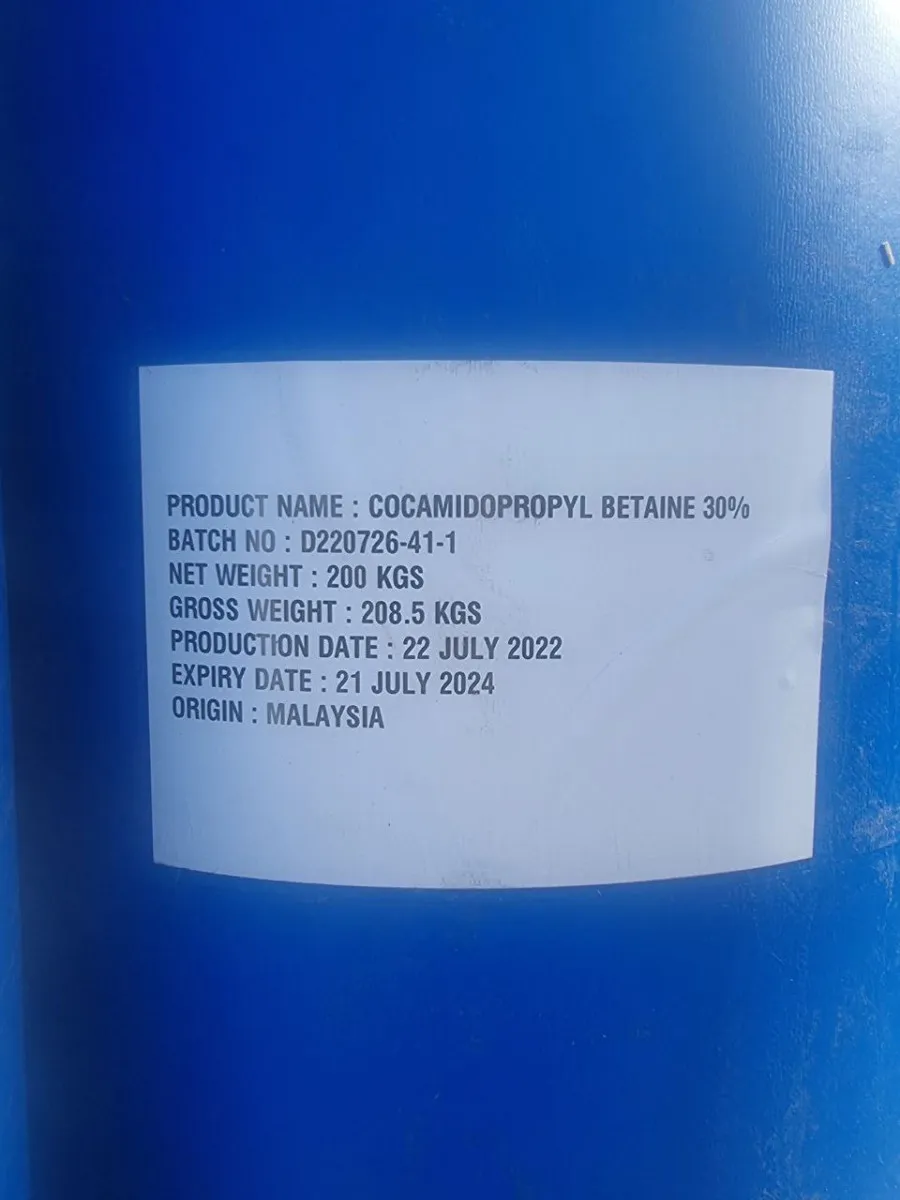 PRODUCT NAME : COCAMIDOPROPYL BETAINE 30%
BATCH NO : D220726-41-1
NET WEIGHT : 200 KGS
GROSS WEIGHT : 208.5 KGS
PRODUCTION DATE : 22 JULY 2022
EXPIRY DATE : 21 JULY 2024
ORIGIN : MALAYSIA